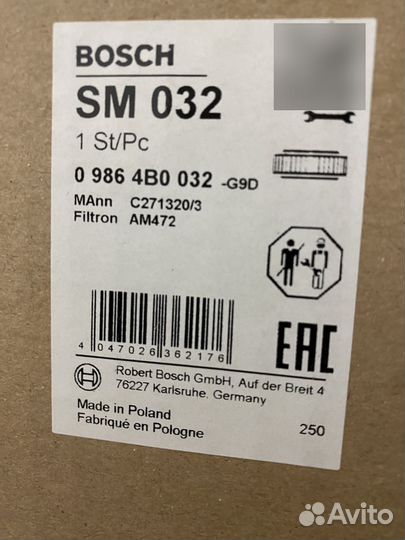 BOSCH
SM 032
1 St/Pc
0 986 4B0 032 -G9D
MAnn C271320/3
Filtron AM472
4 047026 362176
EAC
Robert Bosch GmbH, Auf der Breit 4
76227 Karlsruhe, Germany
Made in Poland
Fabriqué en Pologne
250
Avito